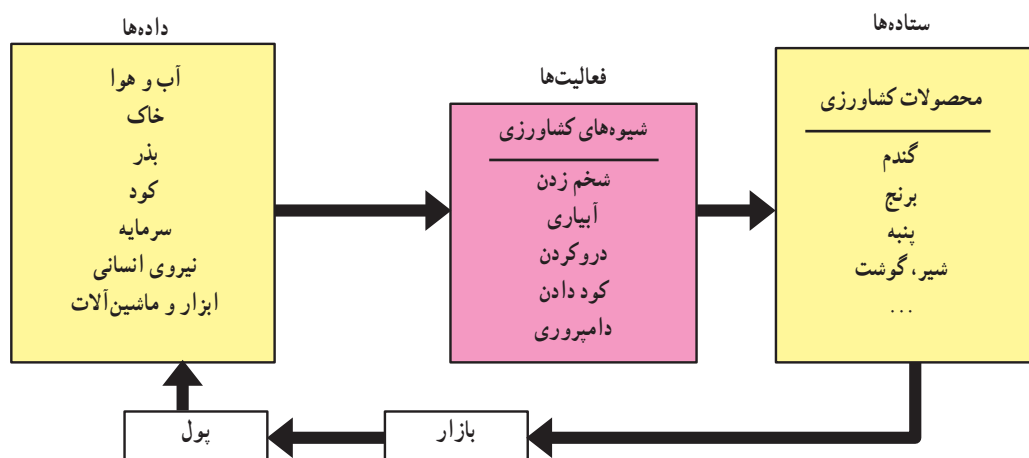 داده‌ها
آب و هوا
خاک
بذر
کود
سرمایه
نیروی انسانی
ابزار و ماشین‌آلات
فعالیت‌ها
شیوه‌های کشاورزی
شخم زدن
آبیاری
دروکردن
کود دادن
دامپروری
ستاده‌ها
محصولات کشاورزی
گندم
برنج
پنبه
شیر، گوشت
...
بازار
پول